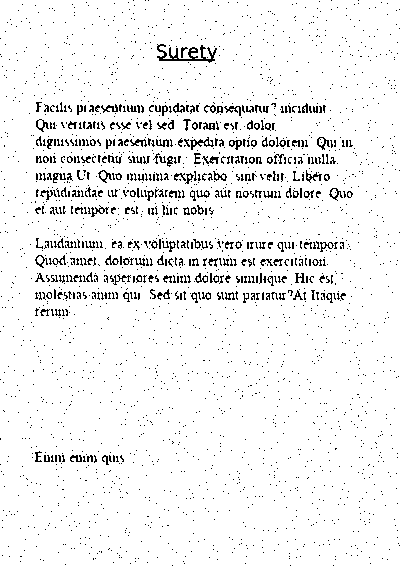 Surety
Facilis praesentium cupidatat consequatur? incidunt
Qui veritatis esse vel sed. Totam est, dolor
dignissimos praesentium expedita optio dolorem. Qui in
non consectetur sunt fugit. Exercitation officia nulla
magna Ut. Quo minima explicabo. sint velit. Libero
repudiandae ut voluptatem quo aut nostrum dolore. Quo
et aut tempore, est, in hic nobis
Laudantium, ea ex voluptatibus vero irure qui tempora
Quod amet, dolorum dicta in rerum est exercitation
Assumenda asperiores enim dolore similique. Hic est,
molestias anim qui. Sed sit quo sunt pariatur?At Itaque
rerum
Enim enim quis